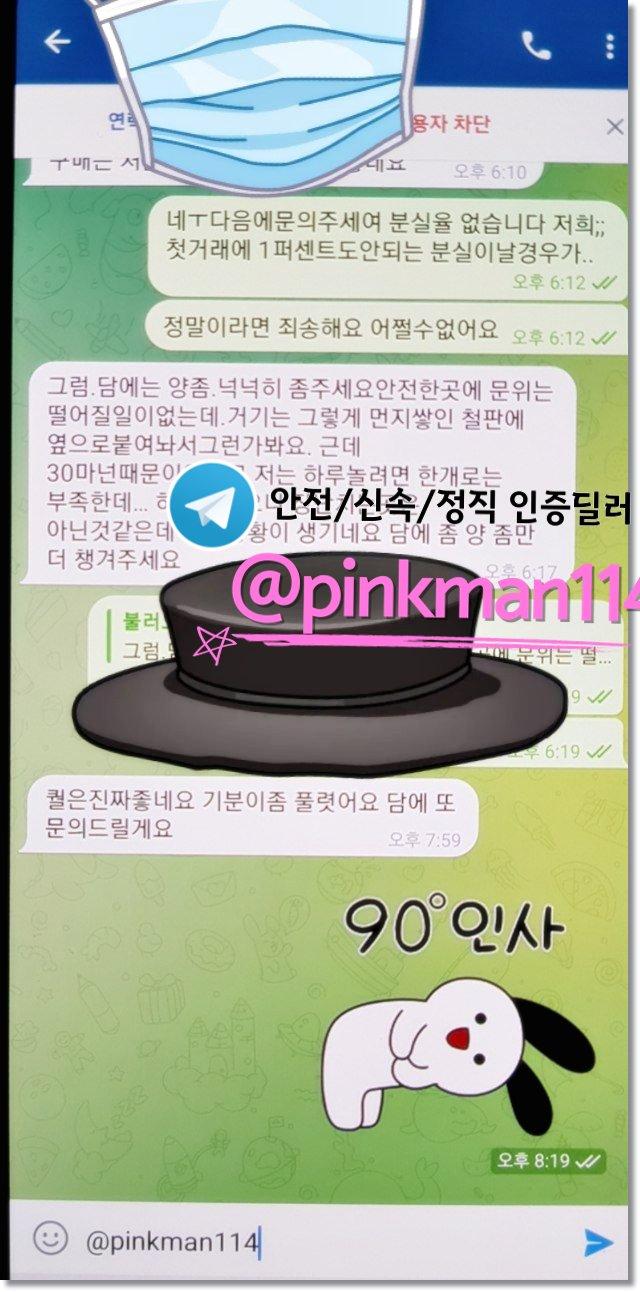 용자 차단
오후 6:10
네ㅜ다음에문의주세여 분실율 없습니다 저희;;
첫거래에 1퍼센트도안되는 분실이날경우가..
오후 6:12
정말이라면 죄송해요 어쩔수없어요
오후 6:12
그럼.담에는 양좀.넉넉히 좀주세요안전한곳에 문위는
떨어질일이없는데.거기는 그렇게 먼지쌓인 철판에
옆으로붙여놔서그런가봐요. 근데
저는 하루놀려면 한개로는
부족한데...
안전/신속/정직 인증딜러
아닌것같은데 생기네요 담에 좀 양 좀만
더 챙겨주세요
오후 6:17
@pinkman114
문위는 떨...
오후 6:19
퀄은진짜좋네요 기분이좀 풀렷어요 담에 또
문의드릴게요
오후 7:59
90°인사
오후 8:19
@pinkman114